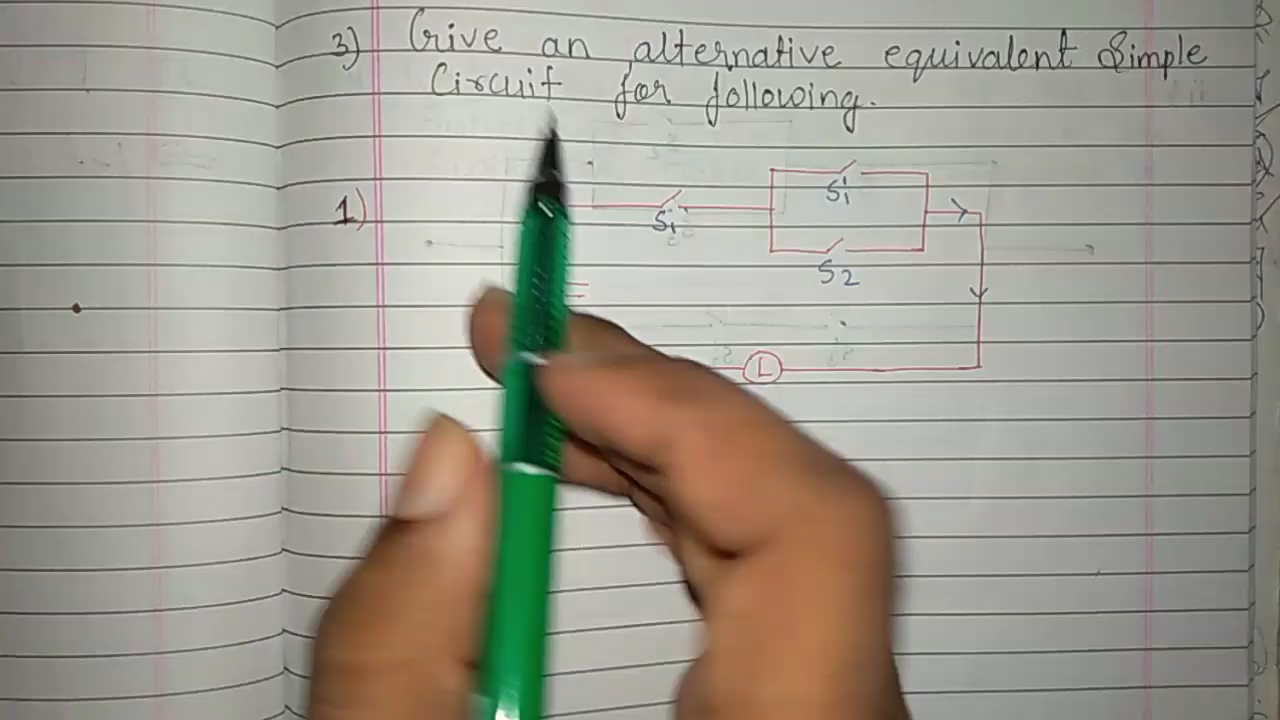 3) Give an alternative equivalent Simple
Circuit for following.
1)
S₁ S₁'
S2
L